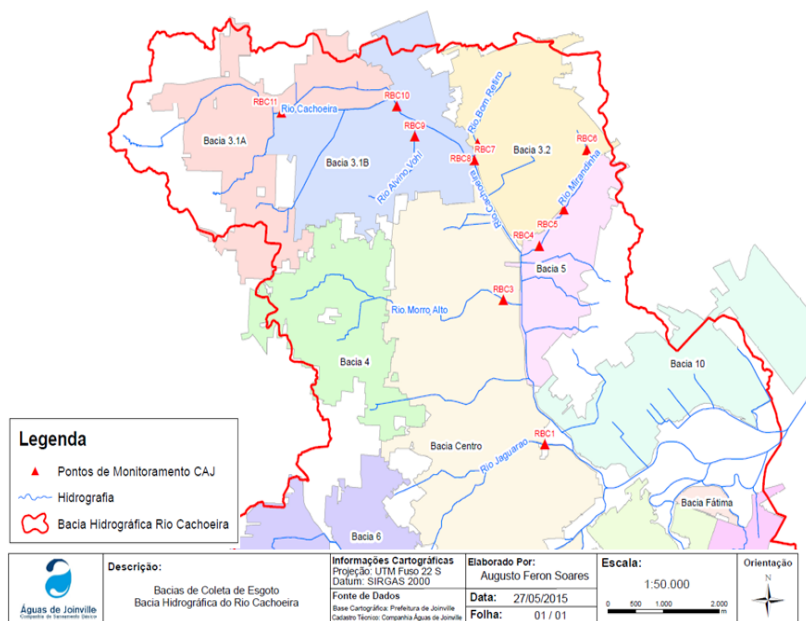 RBC10
RBC11
Rio Cachoeira
RBC9
Rio Bom Retiro
RBC6
Bacia 3.1A
Bacia 3.1B
RBC7
Bacia 3.2
RBC8
Rio Alvino Vohl
Rio Cachoeira
Rio Mirandinha
RBC5
RBC4
Bacia 5
RBC3
Rio Morro Alto
Bacia 4
Bacia 10
RBC1
Bacia Centro
Rio Jaguarao
Bacia Fátima
Bacia 6
Legenda
Pontos de Monitoramento CAJ
Hidrografia
Bacia Hidrográfica Rio Cachoeira
Águas de Joinville
Companhia de Saneamento Básico
Descrição:
Bacias de Coleta de Esgoto
Bacia Hidrográfica do Rio Cachoeira
Informações Cartográficas
Projeção: UTM Fuso 22 S
Datum: SIRGAS 2000
Fonte de Dados
Base Cartográfica: Prefeitura de Joinville
Cadastro Técnico: Companhia Águas de Joinville
Elaborado Por:
Augusto Feron Soares
Data: 27/05/2015
Folha: 01 / 01
Escala:
1:50.000
0 500 1.000 2.000
m
Orientação
N